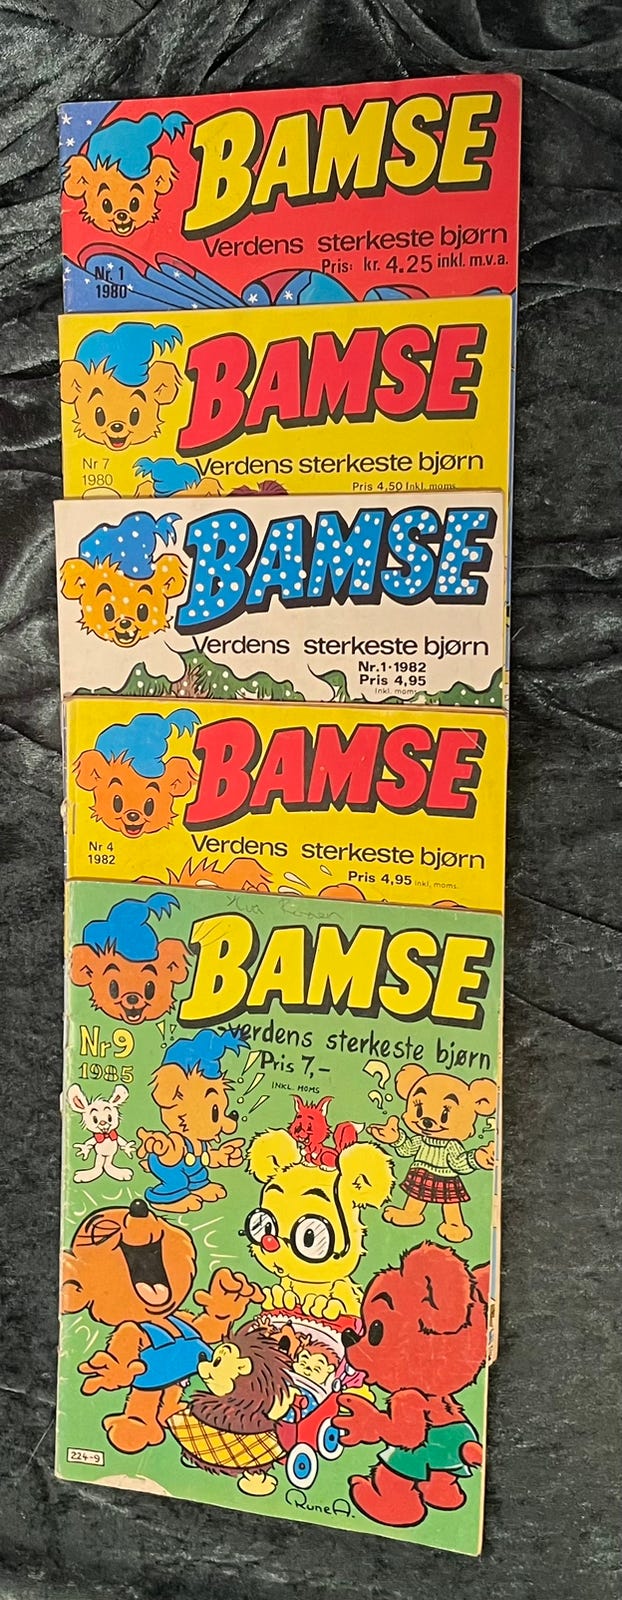 BAMSE
Verdens sterkeste bjørn
Pris: kr. 4.25 inkl. m.v.a.
Nr. 1
1980
BAMSE
Verdens sterkeste bjørn
Nr 7
1980
Pris 4,50 Inkl. moms
BAMSE
Verdens sterkeste bjørn
Nr. 1-1982
Pris 4,95
Inkl. moms
BAMSE
Verdens sterkeste bjørn
Nr 4
1982
Pris 4,95 inkl. moms.
BAMSE
verdens sterkeste bjørn
Nr 9
1985
Pris 7,-
INKL. MOMS
!!
!
? ?
224-9
Rune A.